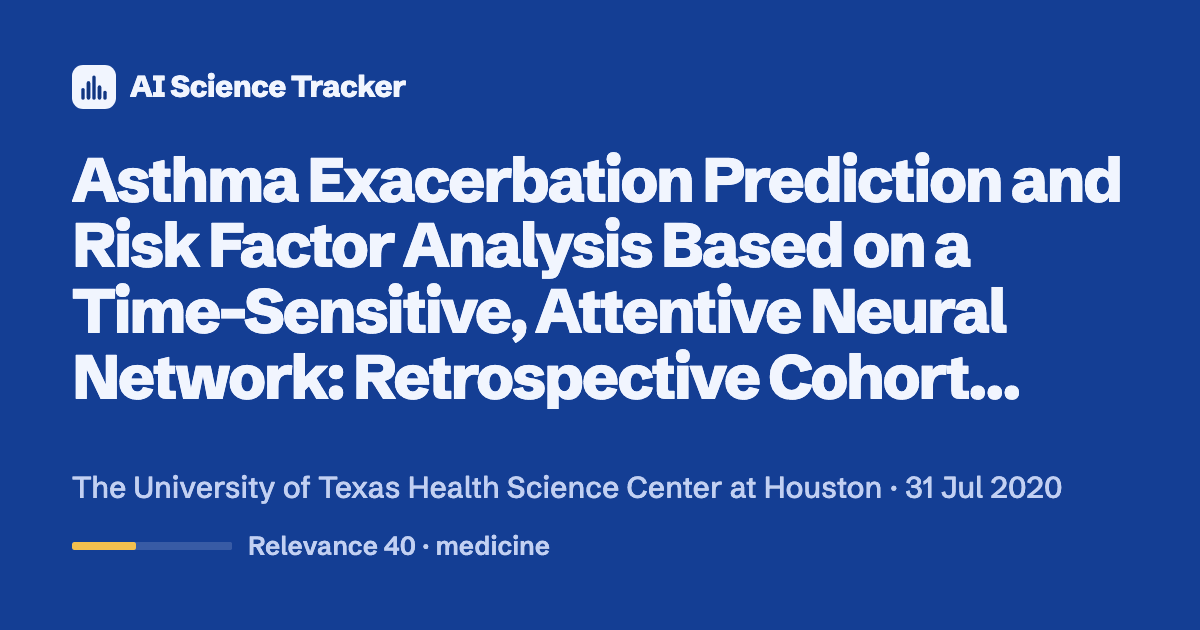 AI Science Tracker
Asthma Exacerbation Prediction and
Risk Factor Analysis Based on a
Time-Sensitive, Attentive Neural
Network: Retrospective Cohort...
The University of Texas Health Science Center at Houston · 31 Jul 2020
Relevance 40 · medicine